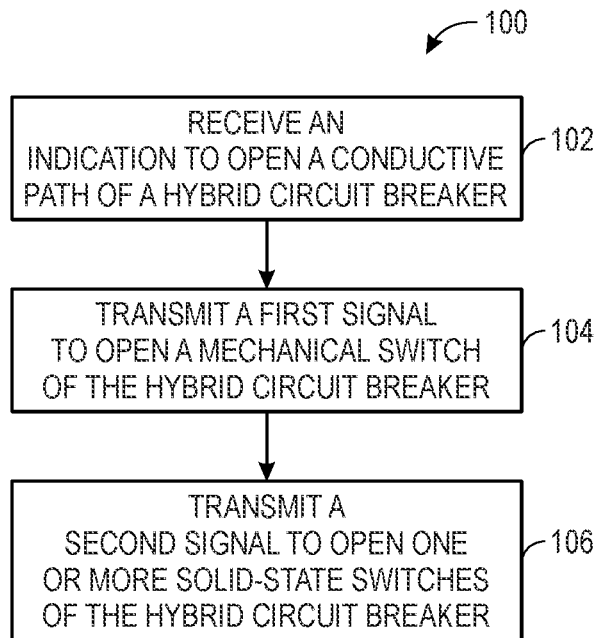 100
RECEIVE AN
INDICATION TO OPEN A CONDUCTIVE
PATH OF A HYBRID CIRCUIT BREAKER
102
TRANSMIT A FIRST SIGNAL
TO OPEN A MECHANICAL SWITCH
OF THE HYBRID CIRCUIT BREAKER
104
TRANSMIT A
SECOND SIGNAL TO OPEN ONE
OR MORE SOLID-STATE SWITCHES
OF THE HYBRID CIRCUIT BREAKER
106